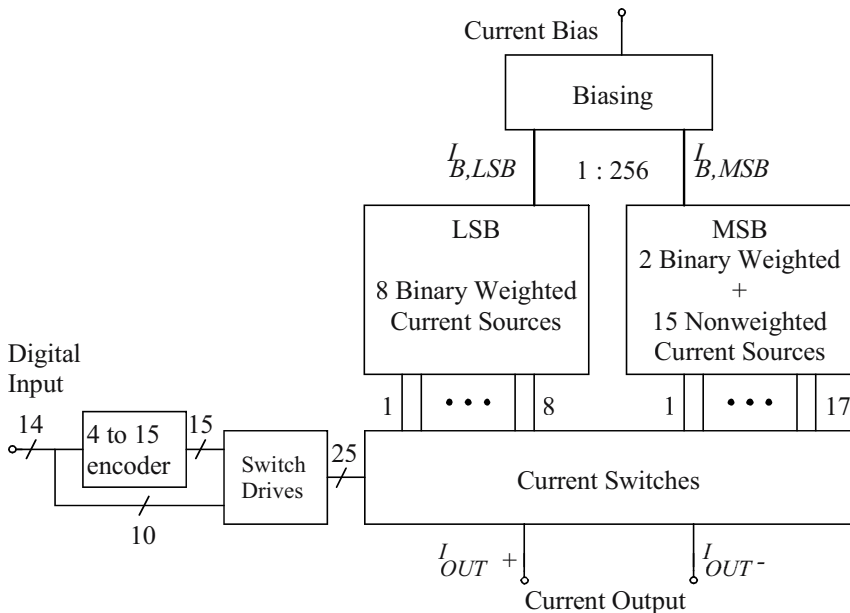 Current Bias
Biasing
I B,LSB
1 : 256
I B,MSB
LSB
8 Binary Weighted
Current Sources
MSB
2 Binary Weighted
+
15 Nonweighted
Current Sources
Digital
Input
1
• • •
8
1
• • •
17
14
4 to 15
encoder
15
Switch
Drives
25
Current Switches
10
I OUT +
I OUT -
Current Output